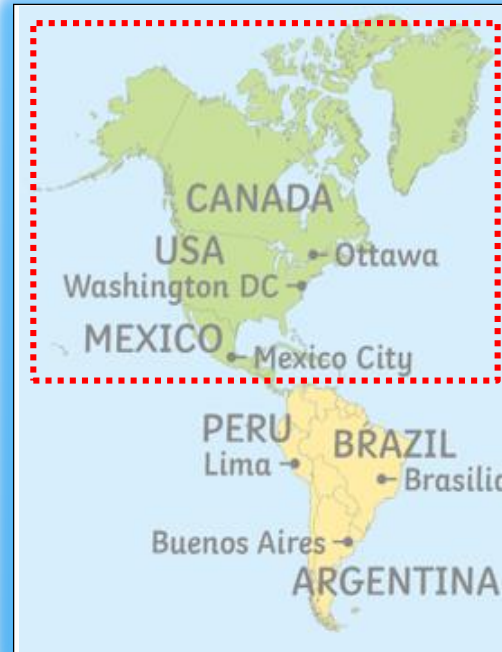 CANADA
USA
Ottawa
Washington DC
MEXICO
Mexico City
PERU
BRAZIL
Lima
Brasilia
Buenos Aires
ARGENTINA